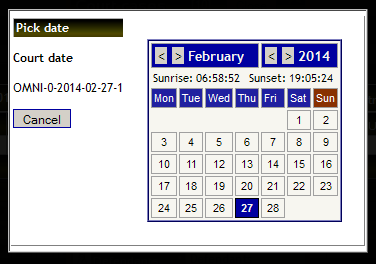 Pick date
Court date
OMNI-0-2014-02-27-1
Cancel
< > February < > 2014
Sunrise: 06:58:52 Sunset: 19:05:24
Mon Tue Wed Thu Fri Sat Sun
1 2
3 4 5 6 7 8 9
10 11 12 13 14 15 16
17 18 19 20 21 22 23
24 25 26 27 28